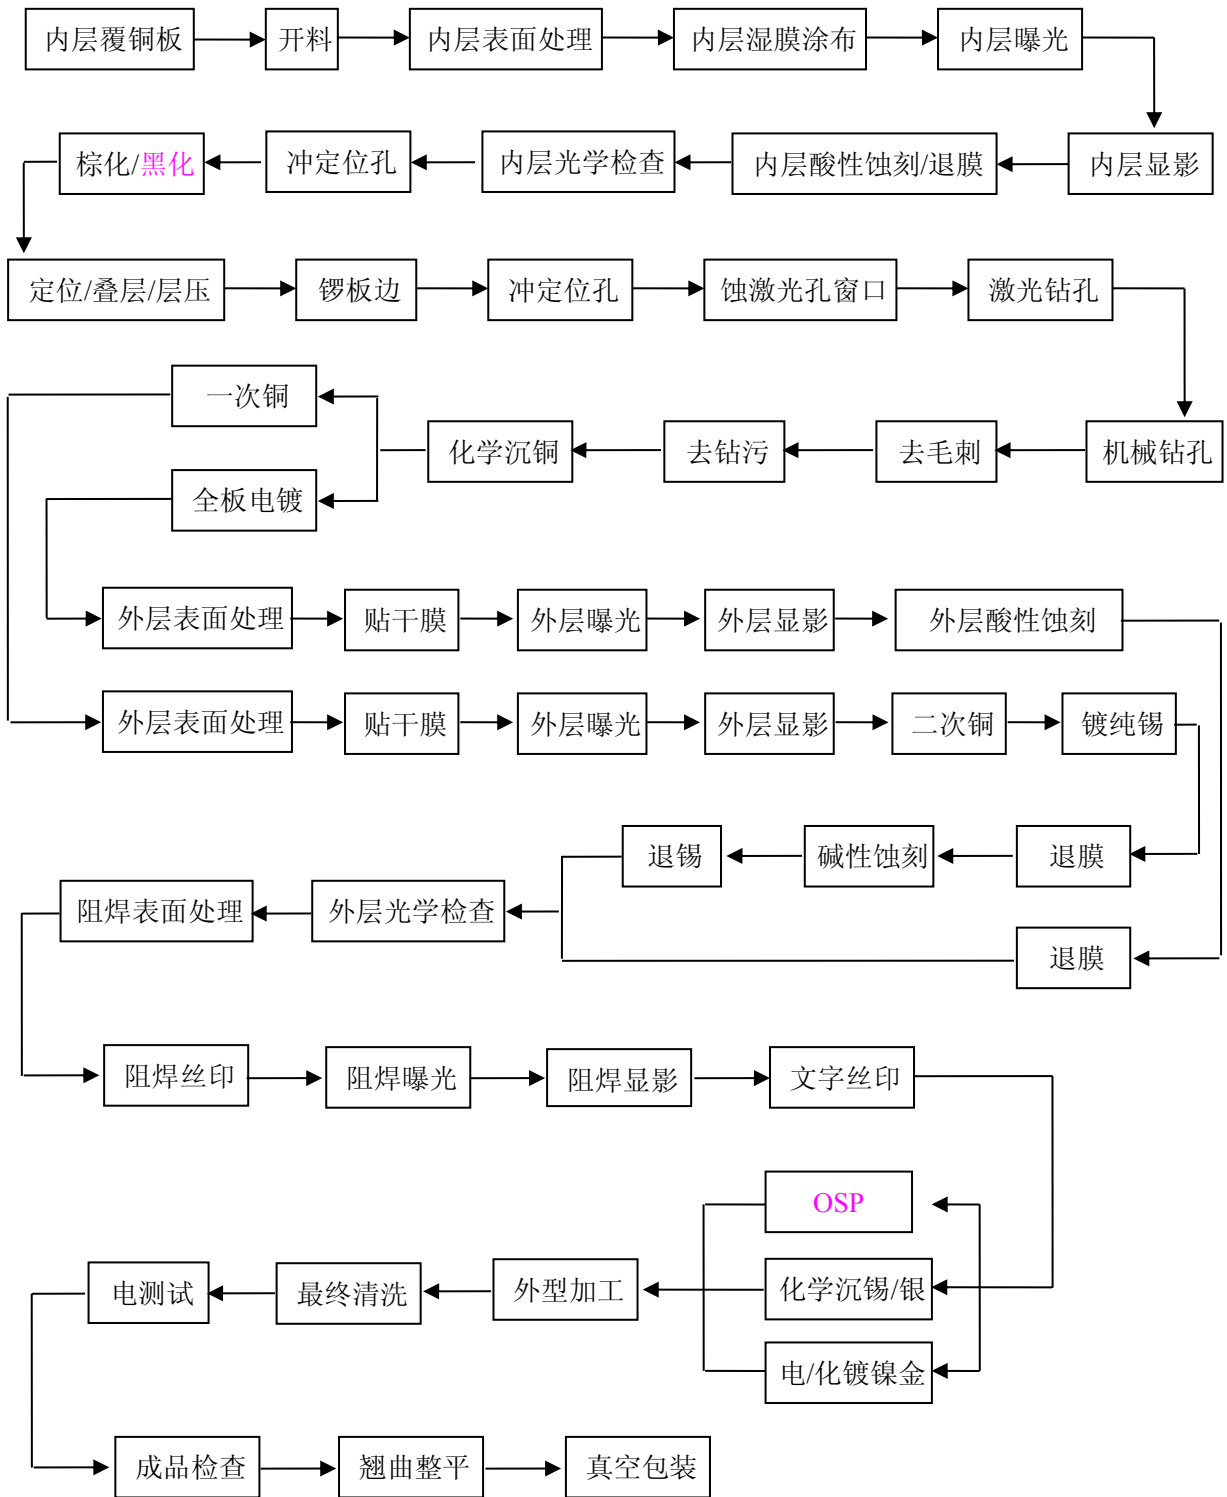 内层覆铜板 开料 内层表面处理 内层湿膜涂布 内层曝光
棕化/黑化 冲定位孔 内层光学检查 内层酸性蚀刻/退膜 内层显影
定位/叠层/层压 锣板边 冲定位孔 蚀激光孔窗口 激光钻孔
一次铜
化学沉铜 去钻污 去毛刺 机械钻孔
全板电镀
外层表面处理 贴干膜 外层曝光 外层显影 外层酸性蚀刻
外层表面处理 贴干膜 外层曝光 外层显影 二次铜 镀纯锡
退锡 碱性蚀刻 退膜
阻焊表面处理 外层光学检查
退膜
阻焊丝印 阻焊曝光 阻焊显影 文字丝印
OSP
电测试 最终清洗 外型加工 化学沉锡/银
电/化镀镍金
成品检查 翘曲整平 真空包装